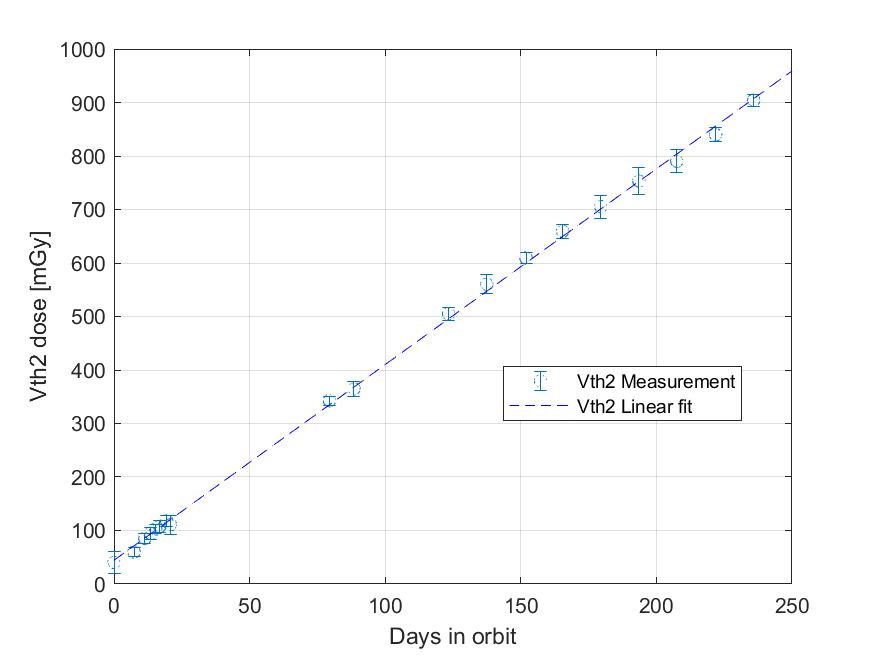 1000
900
800
700
600
500
400
300
200
100
0
Vth2 dose [mGy]
Vth2 Measurement
Vth2 Linear fit
0 50 100 150 200 250
Days in orbit